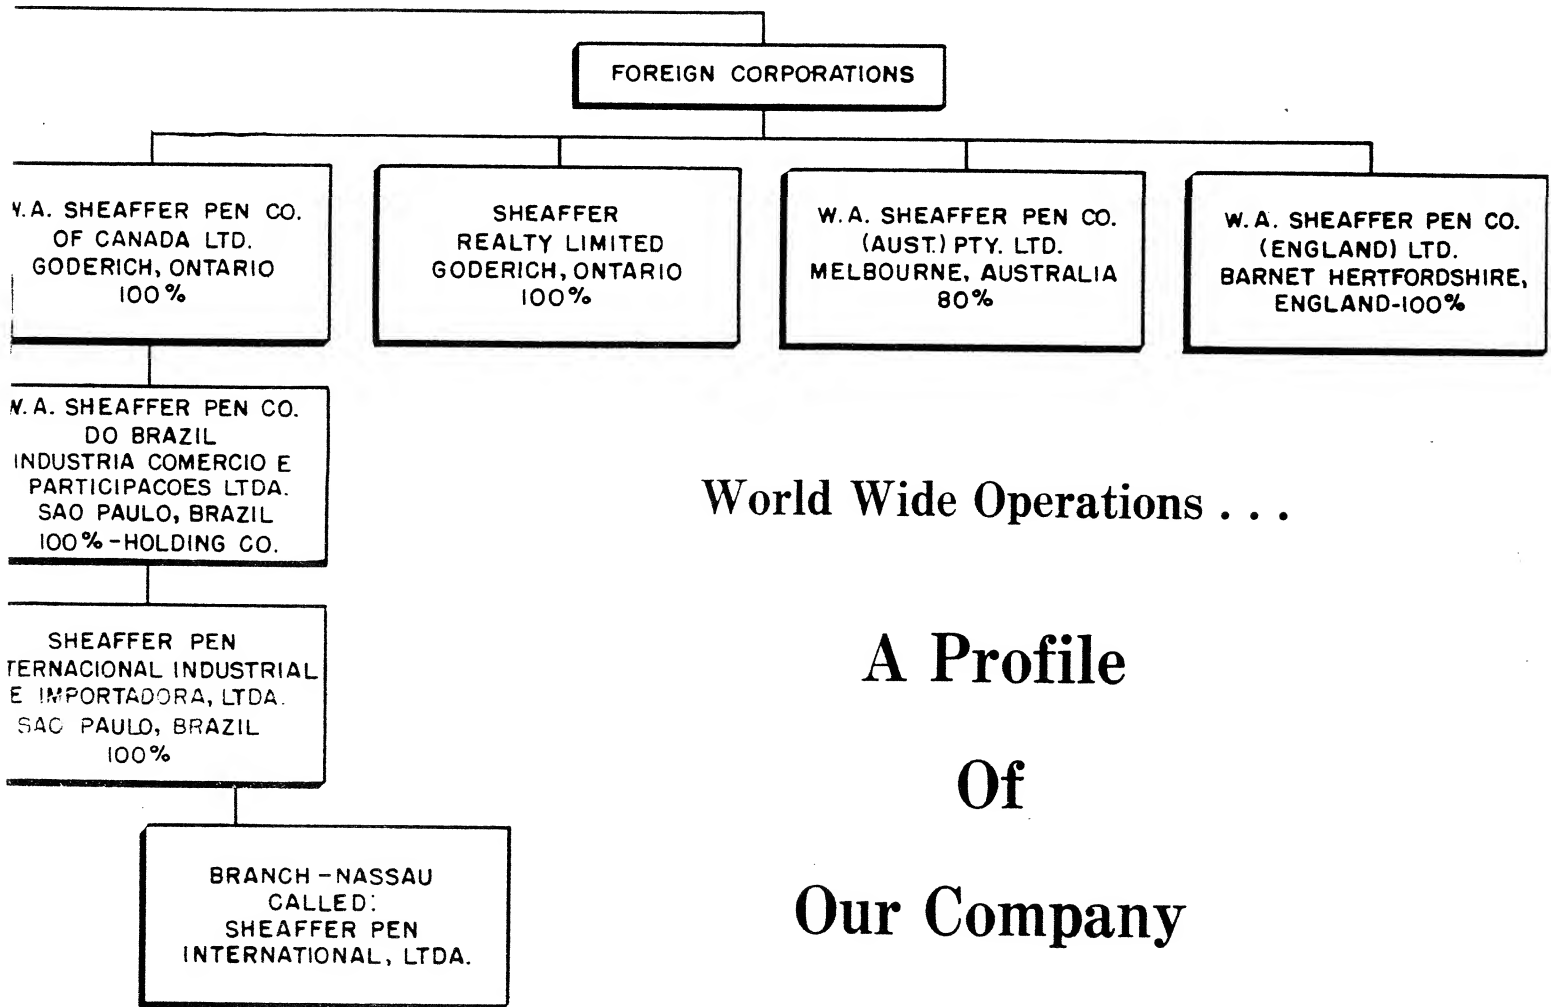 FOREIGN CORPORATIONS
W.A. SHEAFFER PEN CO.
OF CANADA LTD.
GODERICH, ONTARIO
100%
SHEAFFER
REALTY LIMITED
GODERICH, ONTARIO
100%
W.A. SHEAFFER PEN CO.
(AUST.) PTY. LTD.
MELBOURNE, AUSTRALIA
80%
W.A. SHEAFFER PEN CO.
(ENGLAND) LTD.
BARNET HERTFORDSHIRE,
ENGLAND-100%
W.A. SHEAFFER PEN CO.
DO BRAZIL
INDUSTRIA COMERCIO E
PARTICIPACOES LTDA.
SAO PAULO, BRAZIL
100%-HOLDING CO.
World Wide Operations . . .
SHEAFFER PEN
TERNACIONAL INDUSTRIAL
E IMPORTADORA, LTDA.
SAO PAULO, BRAZIL
100%
A Profile
Of
Our Company
BRANCH-NASSAU
CALLED:
SHEAFFER PEN
INTERNATIONAL, LTDA.